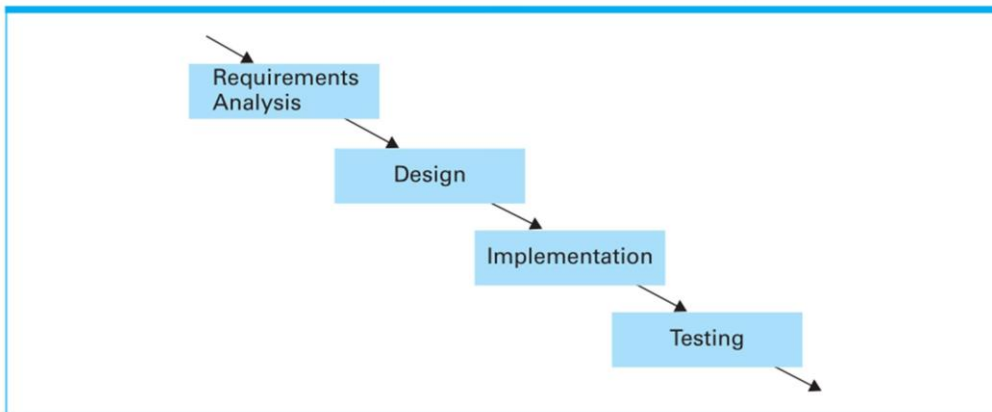 Requirements
Analysis
Design
Implementation
Testing